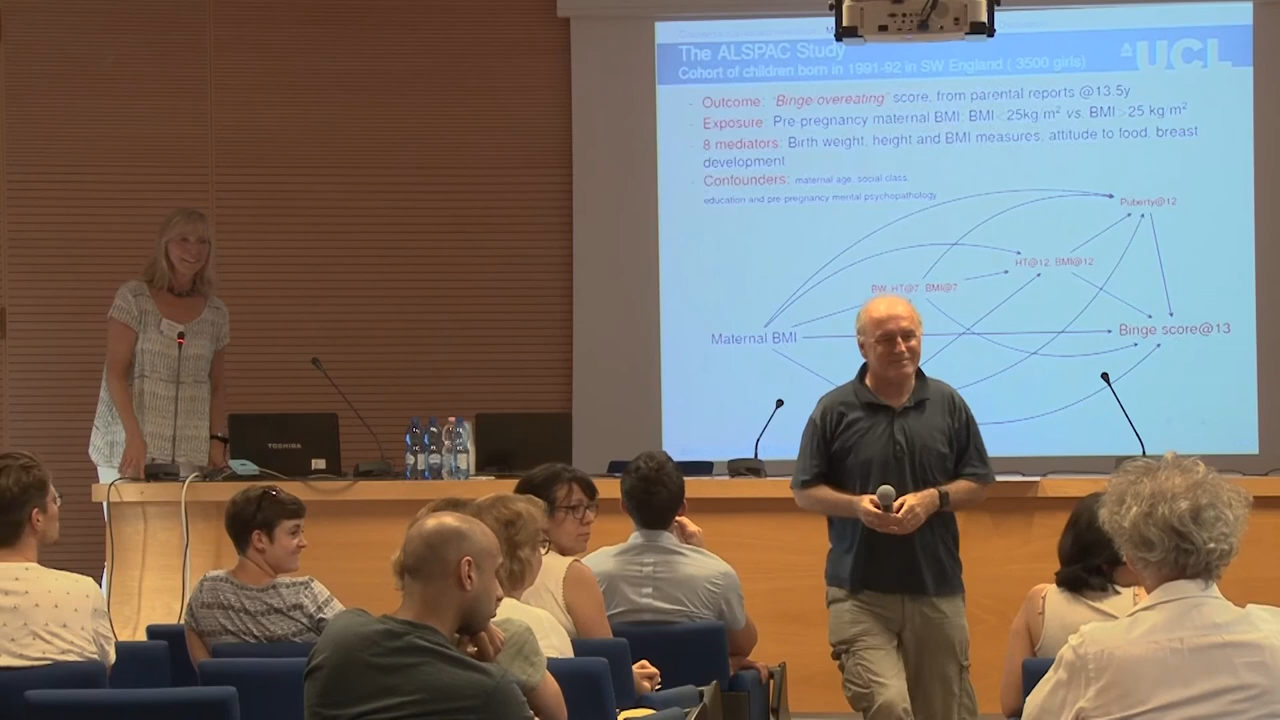 The ALSPAC Study
UCL
Cohort of children born in 1991-92 in SW England ( 3500 girls)
- Outcome: "Binge overeating" score, from parental reports @13.5y
- Exposure: Pre-pregnancy maternal BMI: BMI<25kg/m² vs. BMI>25 kg/m²
- 8 mediators: Birth weight, height and BMI measures, attitude to food, breast
development
- Confounders: maternal age, social class,
education and pre-pregnancy mental psychopathology
Puberty@12
HT@12, BMI@12
BW, HT@7, BMI@7
Maternal BMI
Binge score@13
TOSHIBA